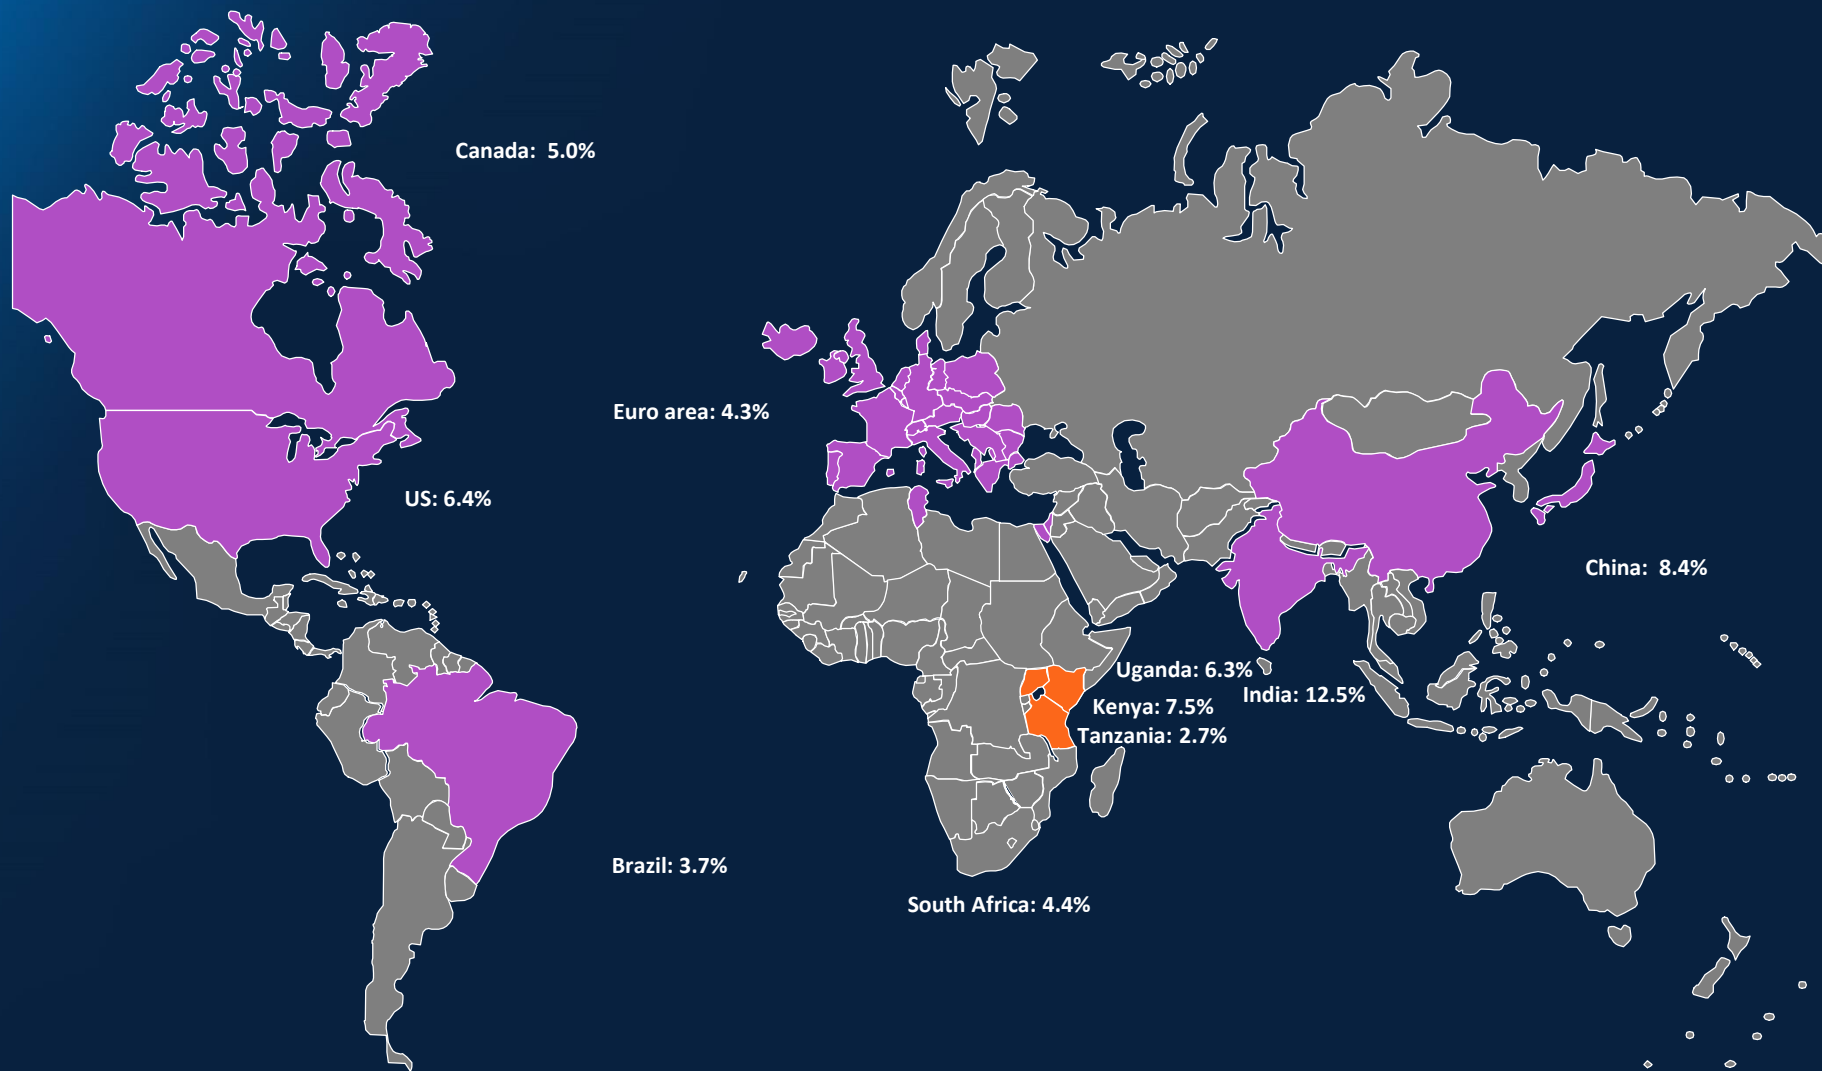 Canada:  5.0%
Euro area: 4.3%
US: 6.4%
China:  8.4%
Uganda: 6.3%
India: 12.5%
Kenya: 7.5%
Tanzania: 2.7%
Brazil: 3.7%
South Africa: 4.4%